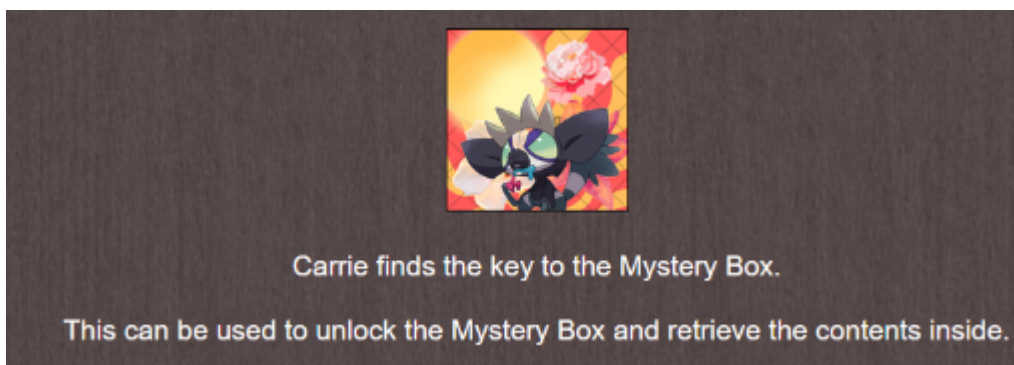 Carrie finds the key to the Mystery Box.
This can be used to unlock the Mystery Box and retrieve the contents inside.